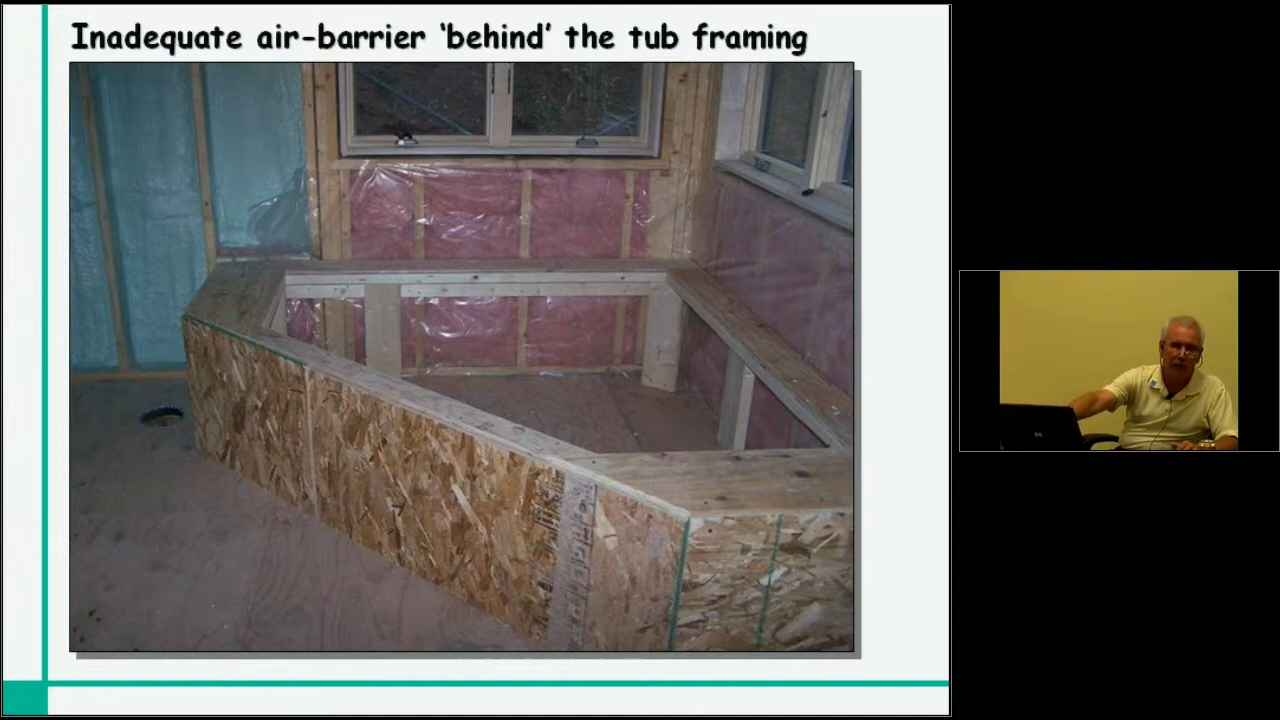 Inadequate air-barrier ‘behind’ the tub framing